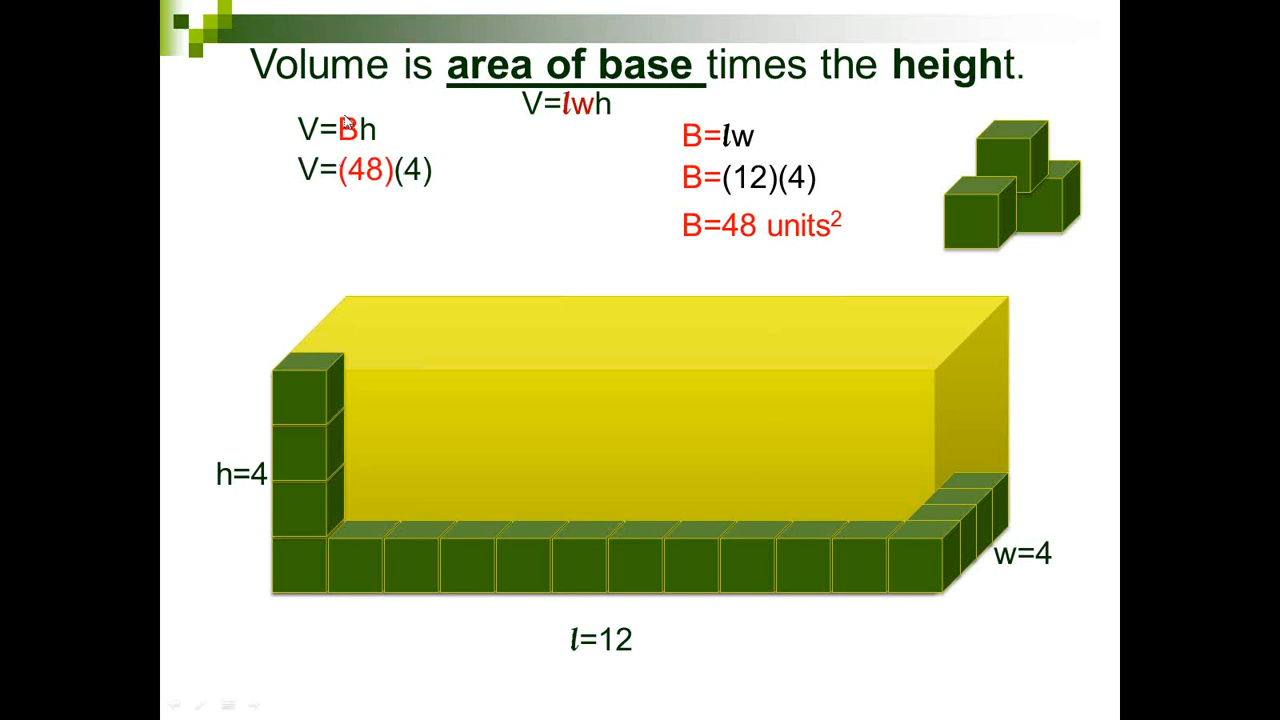 Volume is area of base times the height.
V=lwh
V=Bh
V=(48)(4)
B=lw
B=(12)(4)
B=48 units²
h=4
w=4
l=12